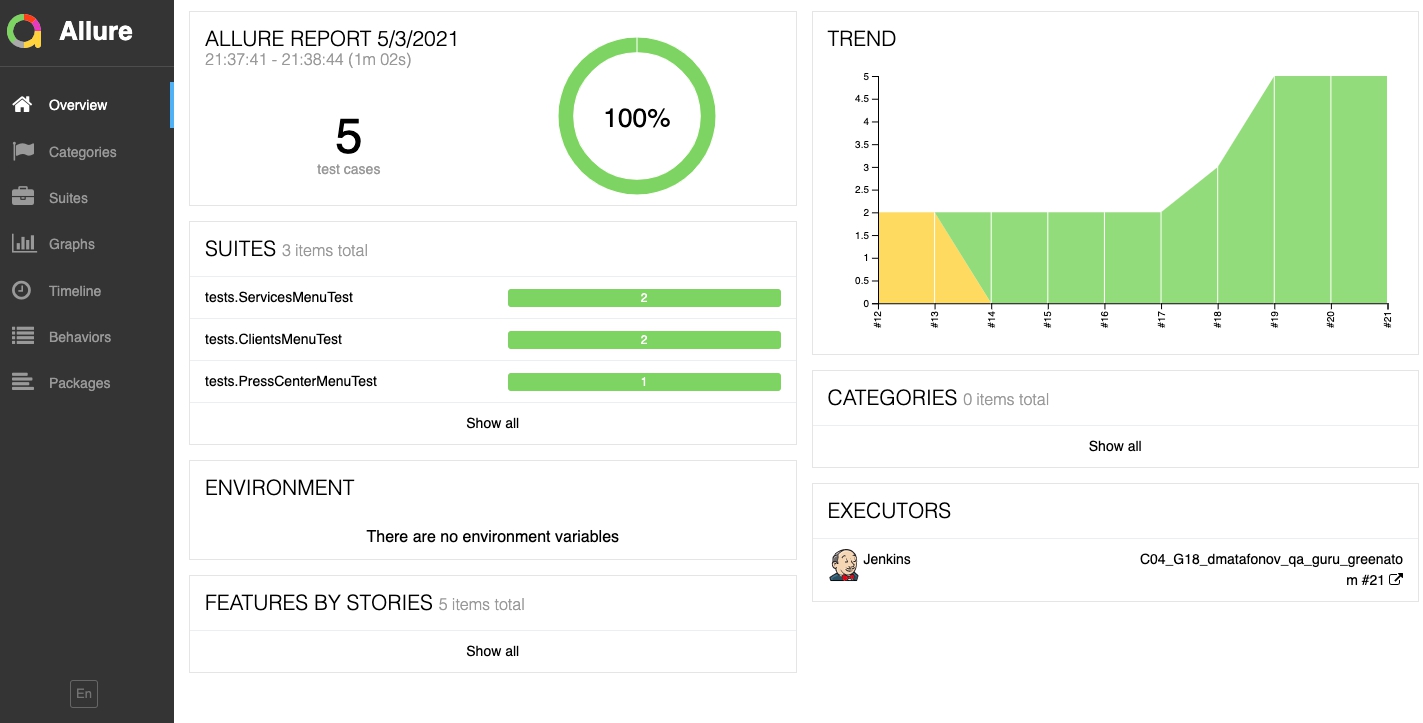 Allure
Overview
Categories
Suites
Graphs
Timeline
Behaviors
Packages
En
ALLURE REPORT 5/3/2021
21:37:41 - 21:38:44 (1m 02s)
5
test cases
100%
SUITES 3 items total
tests.ServicesMenuTest 2
tests.ClientsMenuTest 2
tests.PressCenterMenuTest 1
Show all
ENVIRONMENT
There are no environment variables
FEATURES BY STORIES 5 items total
Show all
TREND
5
4.5
4
3.5
3
2.5
2
1.5
1
0.5
0
#12
#13
#14
#15
#16
#17
#18
#19
#20
#21
CATEGORIES 0 items total
Show all
EXECUTORS
Jenkins C04_G18_dmatafonov_qa_guru_greenato
m #21